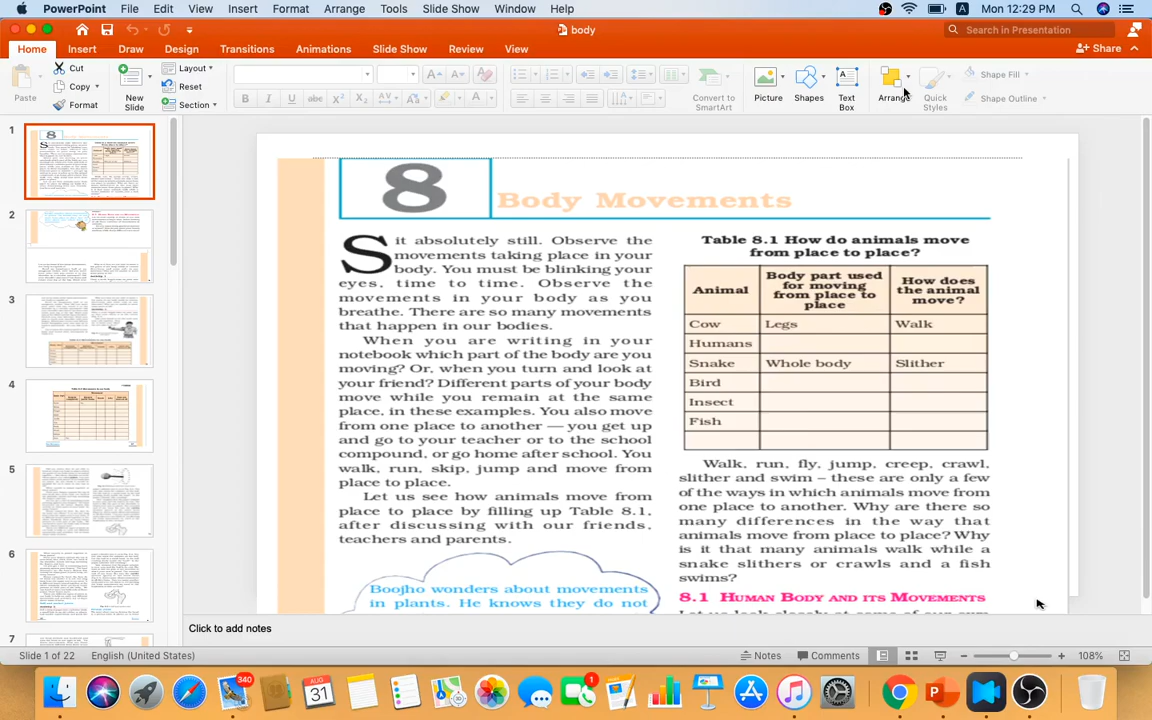 PowerPoint File Edit View Insert Format Arrange Tools Slide Show Window Help A Mon 12:29 PM
body
Search in Presentation
Home Insert Draw Design Transitions Animations Slide Show Review View
Share
Paste
Cut
Copy
Format
New Slide
Layout
Reset
Section
B I U abc X² X₂ AV Aa A
Convert to SmartArt
Picture
Shapes
Text Box
Arrange
Quick Styles
Shape Fill
Shape Outline
1
2
3
4
5
6
7
8
Body Movements
Sit absolutely still. Observe the
movements taking place in your
body. You must be blinking your
eyes, time to time. Observe the
movements in your body as you
breathe. There are so many movements
that happen in our bodies.
When you are writing in your
notebook which part of the body are you
moving? Or, when you turn and look at
your friend? Different parts of your body
move while you remain at the same
place, in these examples. You also move
from one place to another — you get up
and go to your teacher or to the school
compound, or go home after school. You
walk, run, skip, jump and move from
place to place.
Let us see how animals move from
place to place by filling up Table 8.1,
after discussing with our friends,
teachers and parents.
Boojho wonders about movements
in plants. He knows they do not
Table 8.1 How do animals move
from place to place?
Animal
Body part used
for moving
from place to
place
How does
the animal
move?
Cow Legs Walk
Humans
Snake Whole body Slither
Bird
Insect
Fish
Walk, run, fly, jump, creep, crawl,
slither and swim – these are only a few
of the ways in which animals move from
one place to another. Why are there so
many differences in the way that
animals move from place to place? Why
is it that many animals walk while a
snake slithers or crawls and a fish
swims?
8.1 HUMAN BODY AND ITS MOVEMENTS
Click to add notes
Slide 1 of 22 English (United States) Notes Comments 108%
340
AUG
31
1